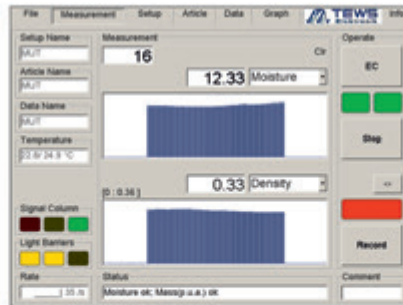 File Measurement Setup Article Data Graph TEWS Info
Setup Name
MUT
Article Name
MUT
Data Name
MUT
Temperature
Signal Column
Light Barriers
Rate
35 /s
Measurement
16
Clr
12.33 Moisture
[0 : 0.36 ]
0.33 Density
Status
Moisture ok; Mass(p.u.a.) ok
Operate
EC
Stop
<>
Record
Comment